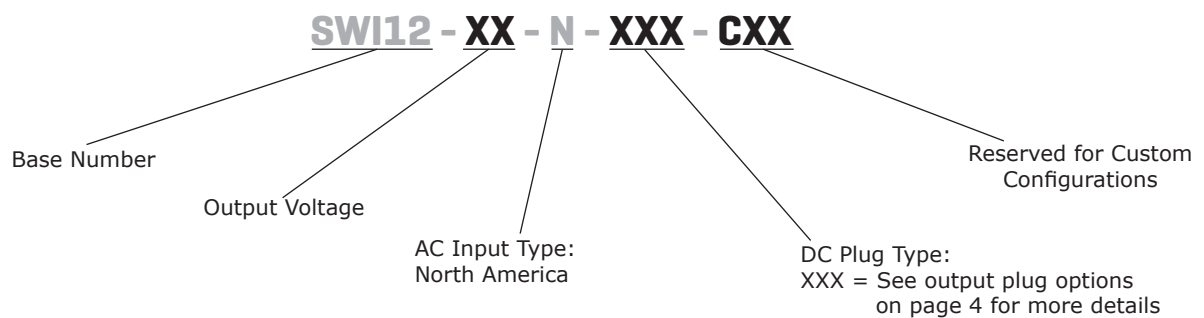 SWI12 - XX - N - XXX - CXX
Base Number
Output Voltage
AC Input Type:
North America
DC Plug Type:
XXX = See output plug options
on page 4 for more details
Reserved for Custom
Configurations